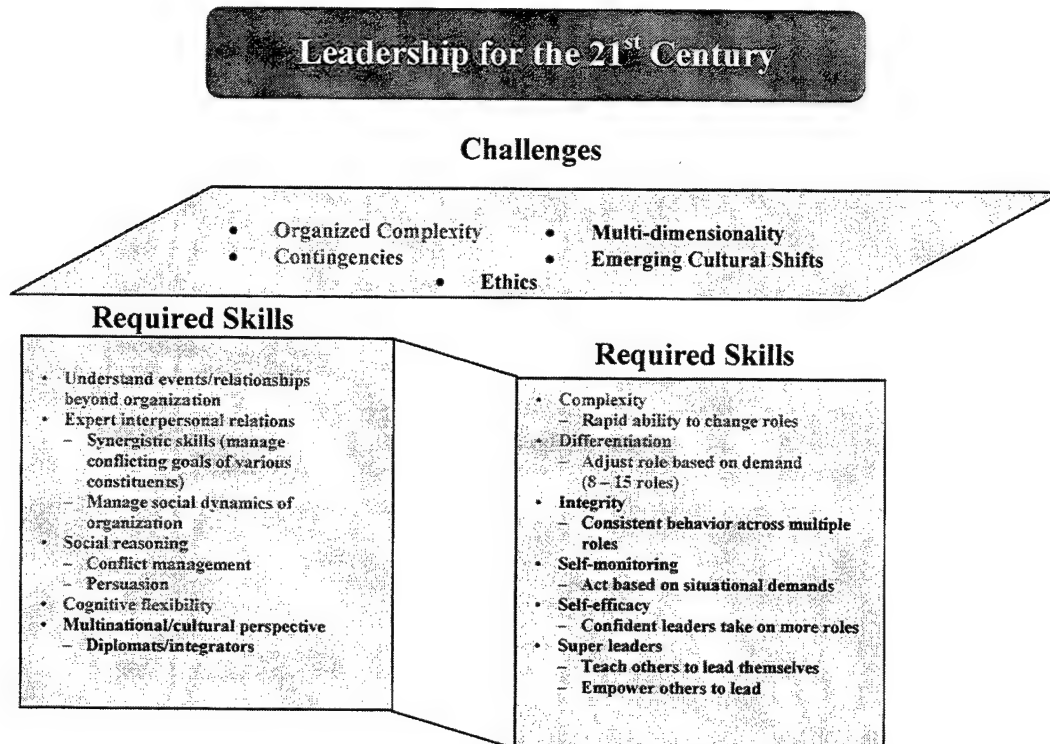 Leadership for the 21st Century
Challenges
• Organized Complexity
• Contingencies
• Multi-dimensionality
• Emerging Cultural Shifts
• Ethics
Required Skills
• Understand events/relationships
beyond organization
• Expert interpersonal relations
– Synergistic skills (manage
conflicting goals of various
constituents)
– Manage social dynamics of
organization
• Social reasoning
– Conflict management
– Persuasion
• Cognitive flexibility
• Multinational/cultural perspective
– Diplomats/integrators
Required Skills
• Complexity
– Rapid ability to change roles
• Differentiation
– Adjust role based on demand
(8 – 15 roles)
• Integrity
– Consistent behavior across multiple
roles
• Self-monitoring
– Act based on situational demands
• Self-efficacy
– Confident leaders take on more roles
• Super leaders
– Teach others to lead themselves
– Empower others to lead